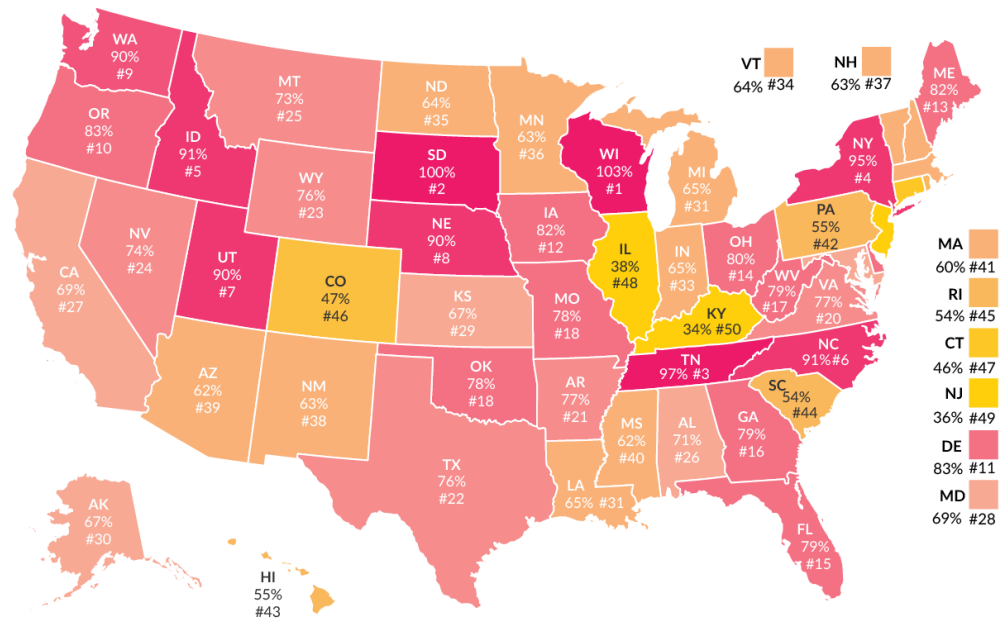 WA
90%
#9
OR
83%
#10
ID
91%
#5
MT
73%
#25
WY
76%
#23
NV
74%
#24
CA
69%
#27
UT
90%
#7
CO
47%
#46
AZ
62%
#39
NM
63%
#38
ND
64%
#35
SD
100%
#2
NE
90%
#8
KS
67%
#29
OK
78%
#18
TX
76%
#22
MN
63%
#36
IA
82%
#12
MO
78%
#18
AR
77%
#21
LA
65% #31
WI
103%
#1
IL
38%
#48
MI
65%
#31
IN
65%
#33
OH
80%
#14
KY
34% #50
TN
97% #3
MS
62%
#40
AL
71%
#26
GA
79%
#16
FL
79%
#15
SC
54%
#44
NC
91%#6
VA
77%
#20
WV
79%
#17
PA
55%
#42
NY
95%
#4
ME
82%
#13
VT
64% #34
NH
63% #37
MA
60% #41
RI
54% #45
CT
46% #47
NJ
36% #49
DE
83% #11
MD
69% #28
AK
67%
#30
HI
55%
#43